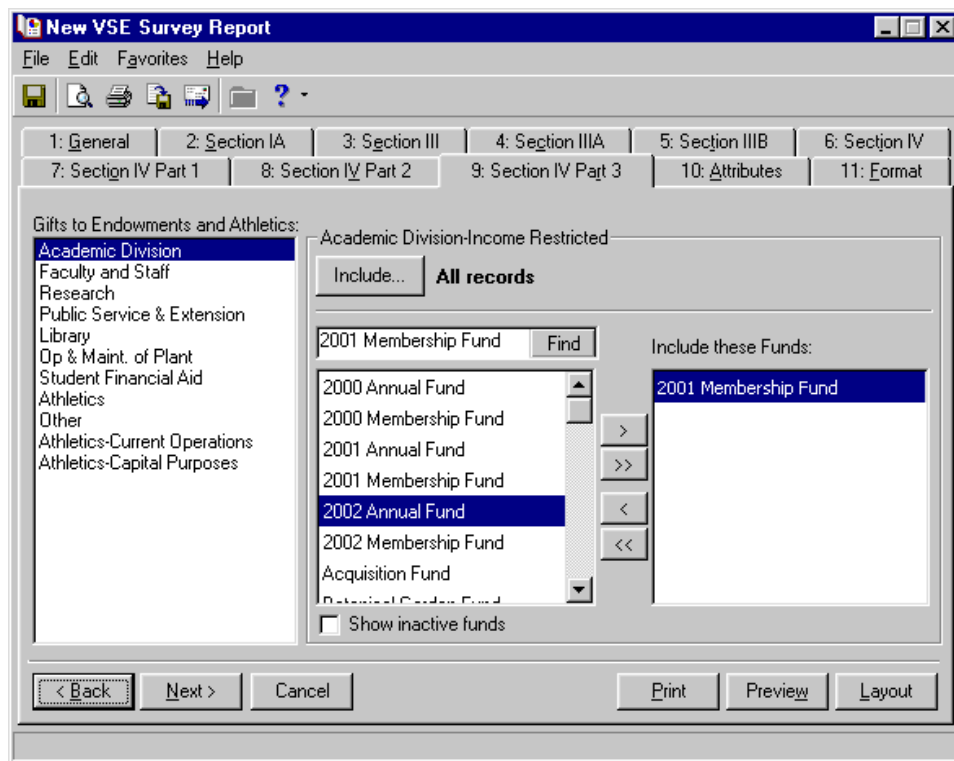 New VSE Survey Report
File Edit Favorites Help
1: General 2: Section IA 3: Section III 4: Section IIIA 5: Section IIIB 6: Section IV
7: Section IV Part 1 8: Section IV Part 2 9: Section IV Part 3 10: Attributes 11: Format
Gifts to Endowments and Athletics:
Academic Division
Faculty and Staff
Research
Public Service & Extension
Library
Op & Maint. of Plant
Student Financial Aid
Athletics
Other
Athletics-Current Operations
Athletics-Capital Purposes
Academic Division-Income Restricted
Include... All records
2001 Membership Fund Find
2000 Annual Fund
2000 Membership Fund
2001 Annual Fund
2001 Membership Fund
2002 Annual Fund
2002 Membership Fund
Acquisition Fund
Botanical Garden Fund
Show inactive funds
>
>>
<
<<
Include these Funds:
2001 Membership Fund
< Back Next > Cancel Print Preview Layout